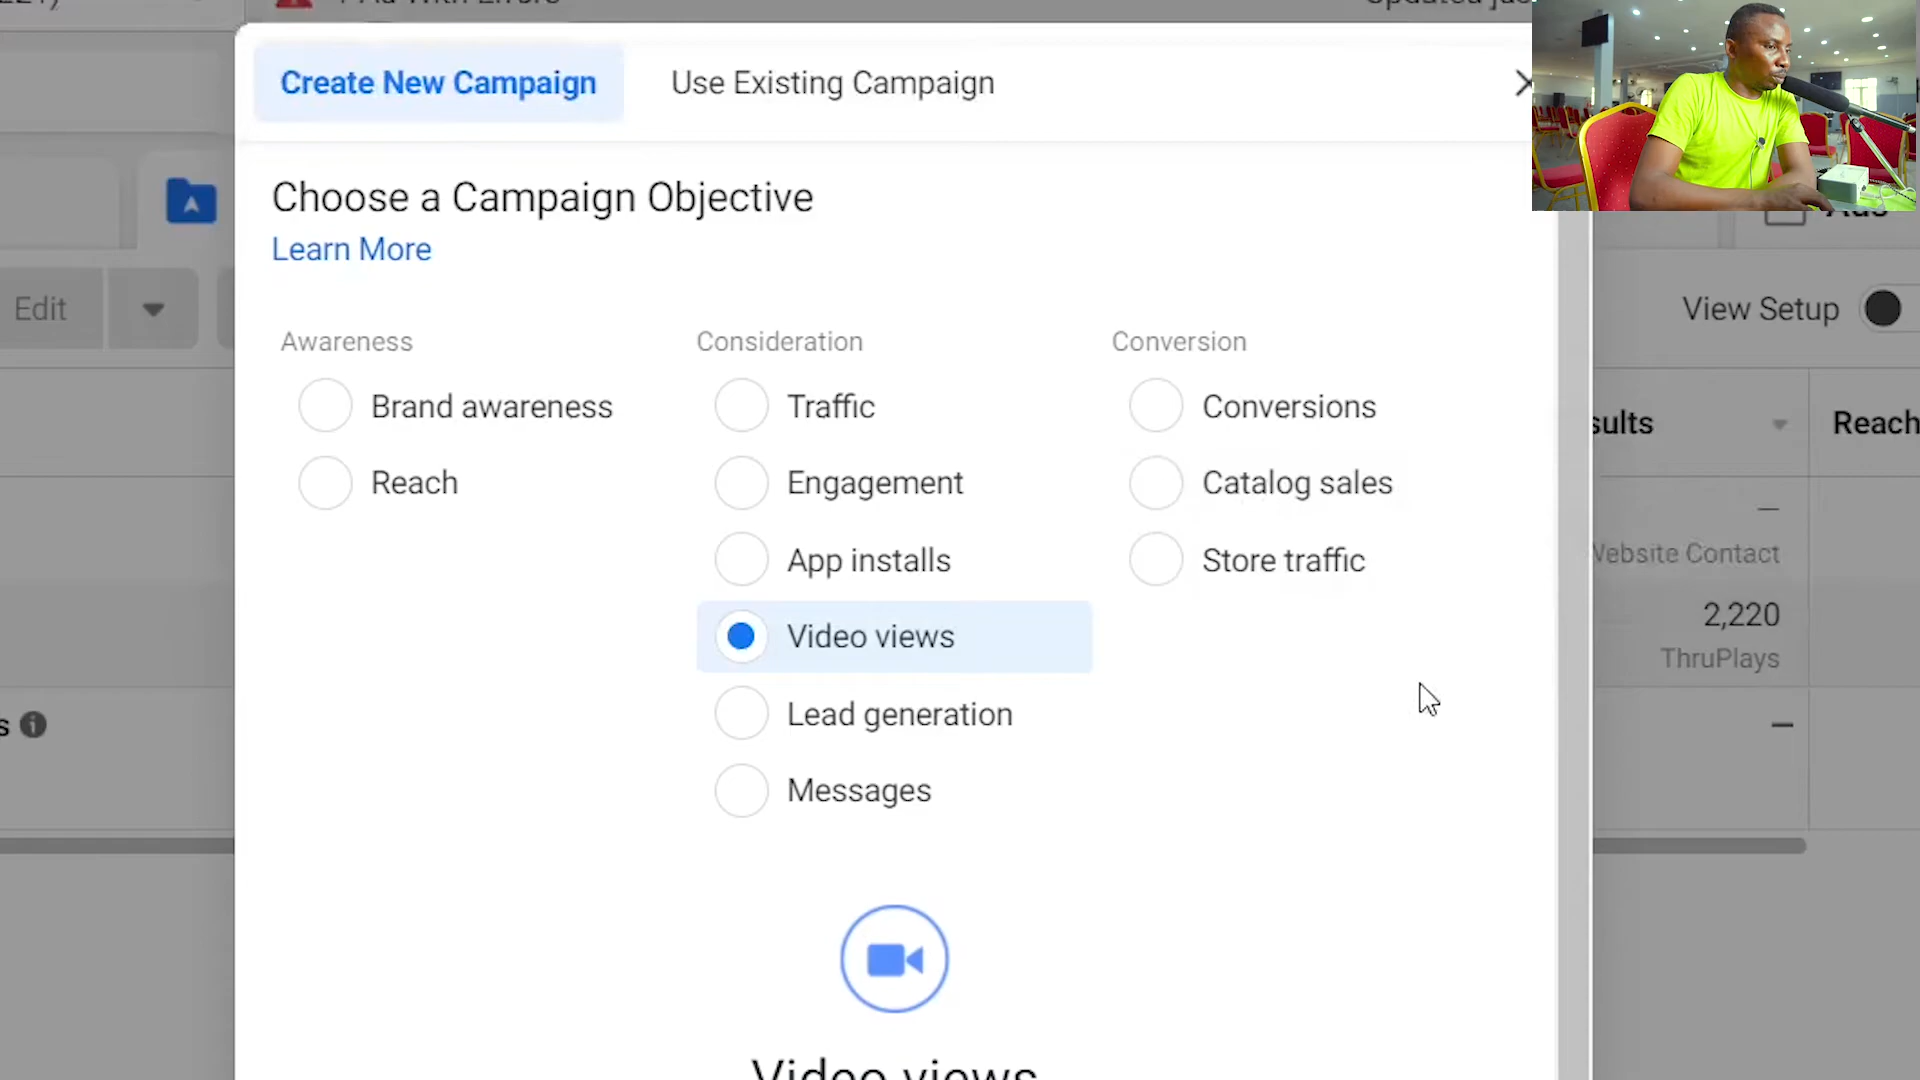 Create New Campaign
Use Existing Campaign
Choose a Campaign Objective
Learn More
Edit
View Setup
Awareness
Consideration
Conversion
Brand awareness
Traffic
Conversions
Reach
Reach
Engagement
Catalog sales
App installs
Store traffic
Website Contact
Video views
2,220
ThruPlays
Lead generation
Messages
Video views